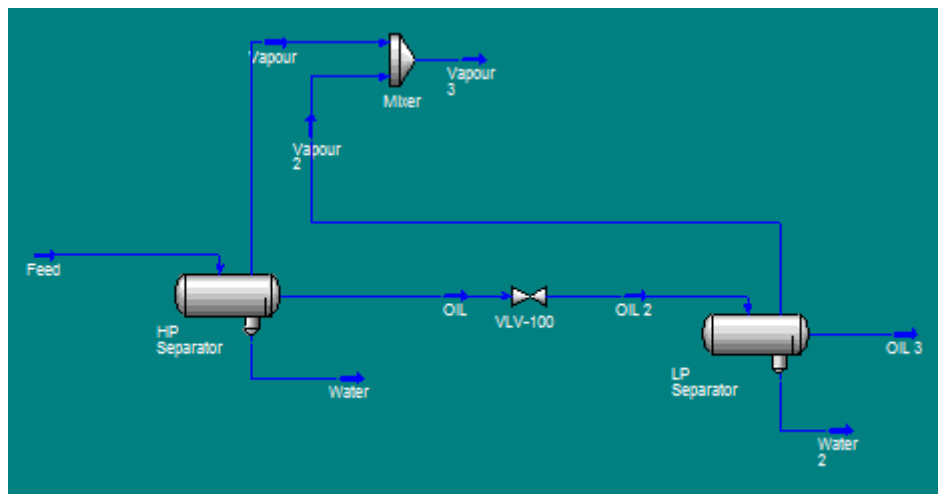 Vapour
Vapour
3
Mixer
Vapour
2
Feed
OIL
VLV-100
OIL 2
HP
Separator
OIL 3
LP
Separator
Water
Water
2